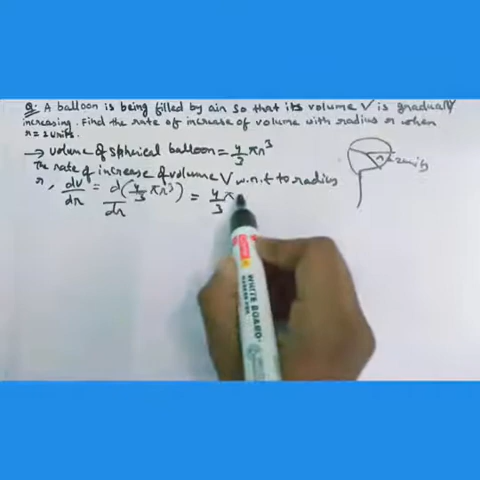 Q: A balloon is being filled by air so that its volume V is gradually
increasing. Find the rate of increase of volume with radius r when
r=2units.
→ volume of spherical balloon = 4/3 πr³
2units
The rate of increase of volume V w.r.t to radius
r, dv/dr = d/dr (4/3 πr³) = 4/3 π
WHITE BOARD